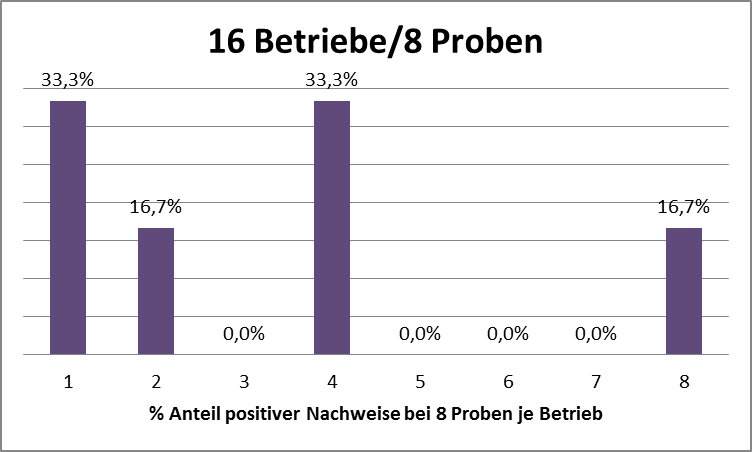 16 Betriebe/8 Proben
33,3% 33,3%
16,7% 16,7%
0,0% 0,0% 0,0% 0,0%
1 2 3 4 5 6 7 8
% Anteil positiver Nachweise bei 8 Proben je Betrieb